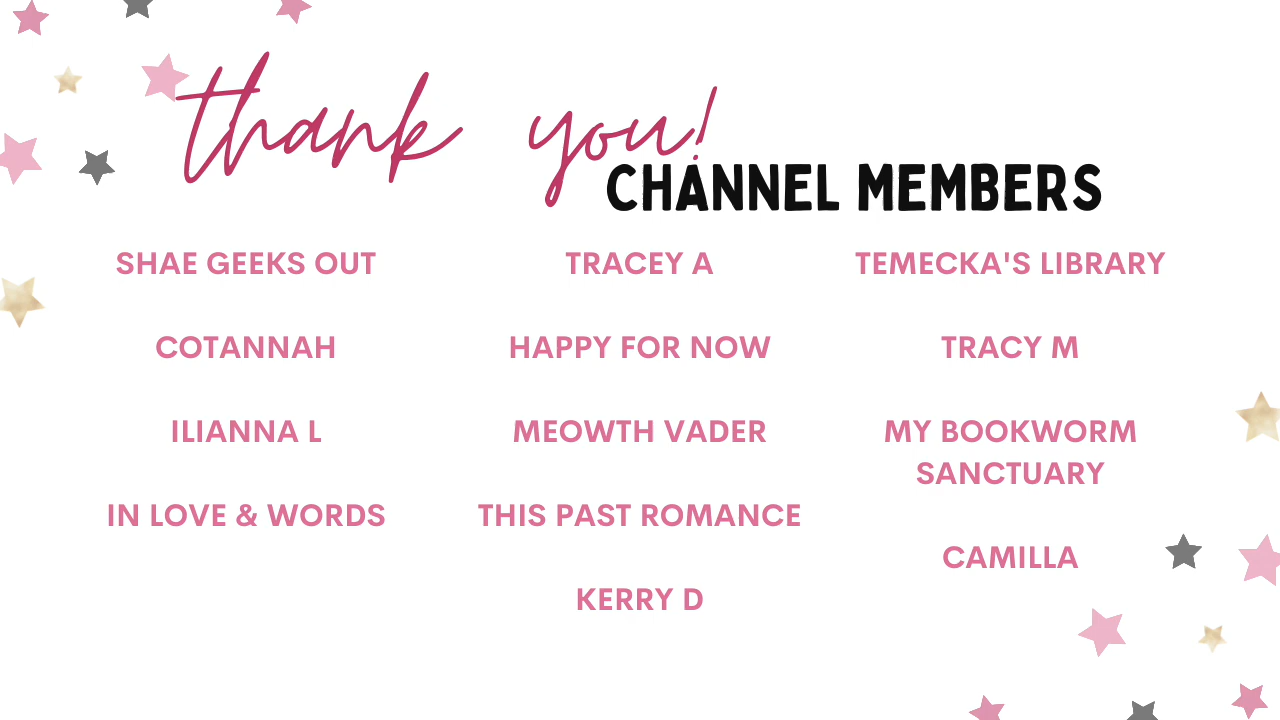 thank you!
CHANNEL MEMBERS
SHAE GEEKS OUT
COTANNAH
ILIANNA L
IN LOVE & WORDS
TRACEY A
HAPPY FOR NOW
MEOWTH VADER
THIS PAST ROMANCE
KERRY D
TEMECKA'S LIBRARY
TRACY M
MY BOOKWORM
SANCTUARY
CAMILLA